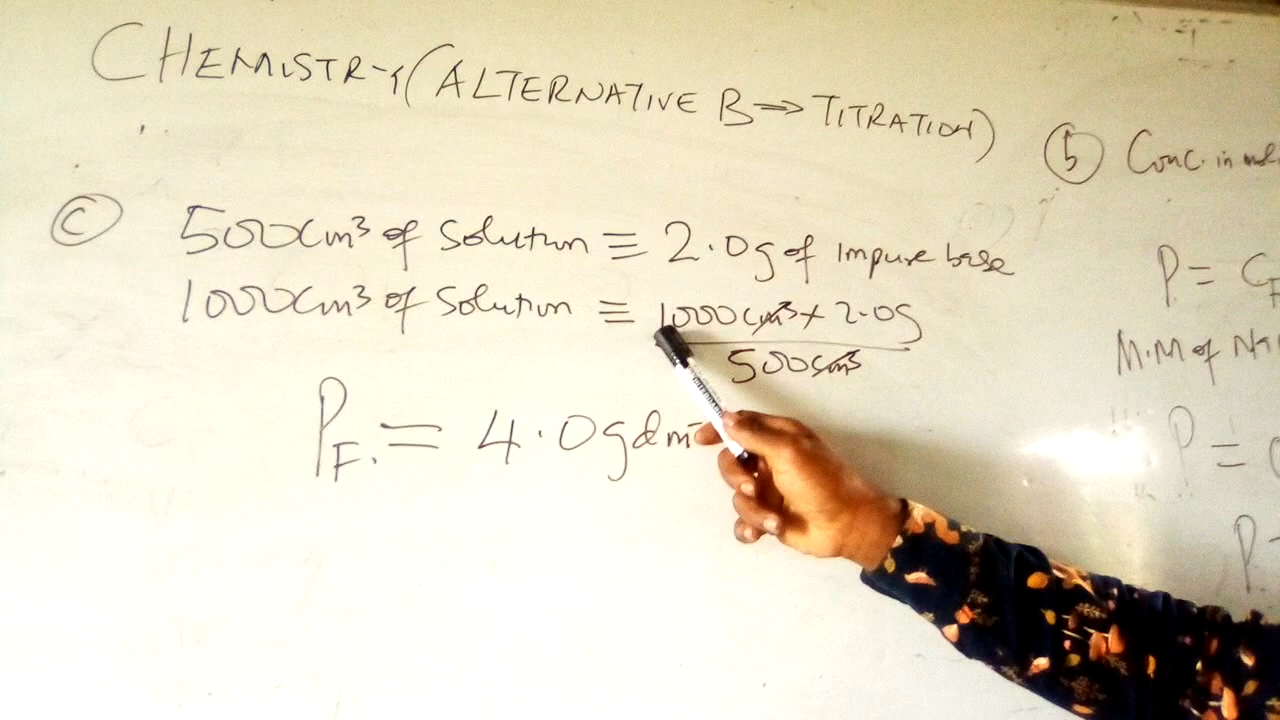 CHEMISTRY (ALTERNATIVE B ⇒ TITRATION)
(C) 500cm³ of solution ≡ 2.0g of impure base
1000cm³ of solution ≡ 1000cm³ × 2.0g
500cm³
P_F. = 4.0gdm⁻
(5) Conc. in
P = C_F
M.M of
P =
P =